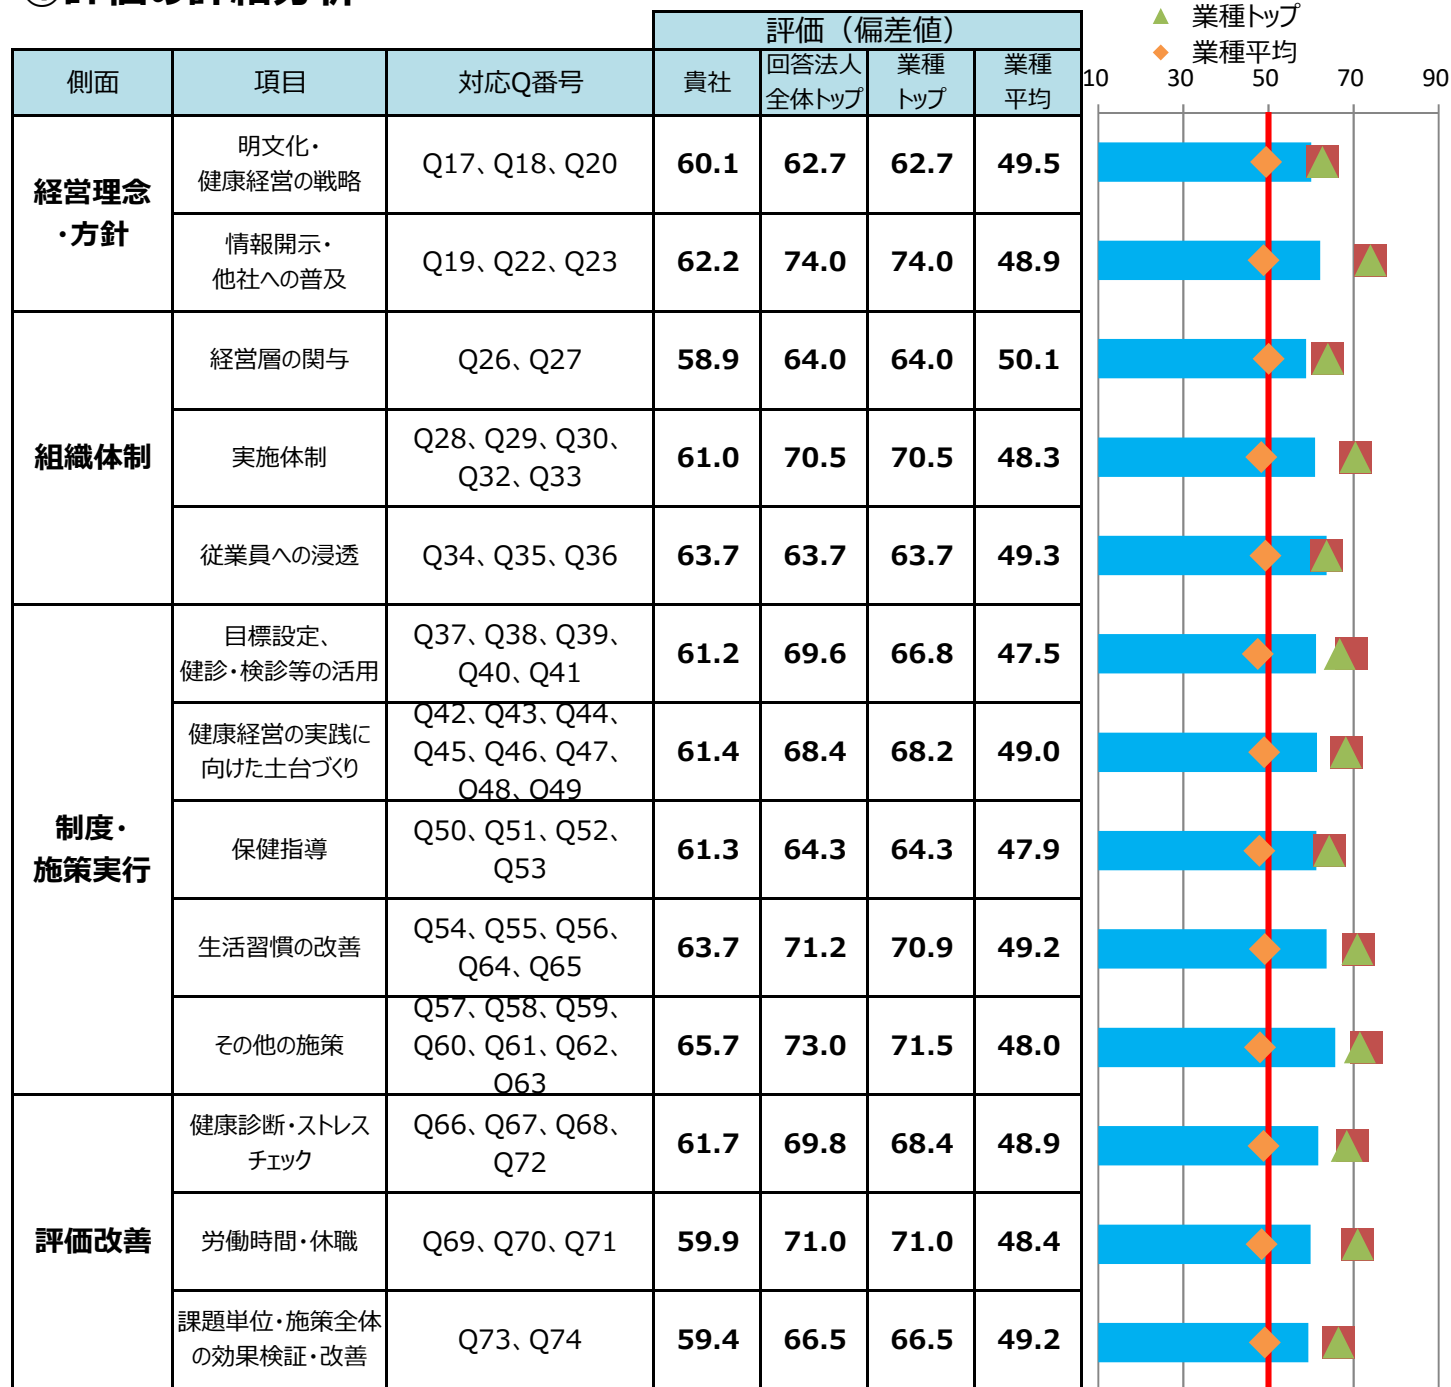 評価（偏差値）
▲ 業種トップ
◆ 業種平均
側面 項目 対応Q番号 貴社 回答法人 業種 業種
全体トップ トップ 平均
10 30 50 70 90
経営理念
・方針
明文化・
健康経営の戦略
Q17、Q18、Q20 60.1 62.7 62.7 49.5
情報開示・
他社への普及
Q19、Q22、Q23 62.2 74.0 74.0 48.9
組織体制
経営層の関与 Q26、Q27 58.9 64.0 64.0 50.1
実施体制
Q28、Q29、Q30、
Q32、Q33
61.0 70.5 70.5 48.3
従業員への浸透 Q34、Q35、Q36 63.7 63.7 63.7 49.3
制度・
施策実行
目標設定、
健診・検診等の活用
Q37、Q38、Q39、
Q40、Q41
61.2 69.6 66.8 47.5
健康経営の実践に
向けた土台づくり
Q42、Q43、Q44、
Q45、Q46、Q47、
Q48、Q49
61.4 68.4 68.2 49.0
保健指導
Q50、Q51、Q52、
Q53
61.3 64.3 64.3 47.9
生活習慣の改善
Q54、Q55、Q56、
Q64、Q65
63.7 71.2 70.9 49.2
その他の施策
Q57、Q58、Q59、
Q60、Q61、Q62、
Q63
65.7 73.0 71.5 48.0
評価改善
健康診断・ストレス
チェック
Q66、Q67、Q68、
Q72
61.7 69.8 68.4 48.9
労働時間・休職 Q69、Q70、Q71 59.9 71.0 71.0 48.4
課題単位・施策全体
の効果検証・改善
Q73、Q74 59.4 66.5 66.5 49.2